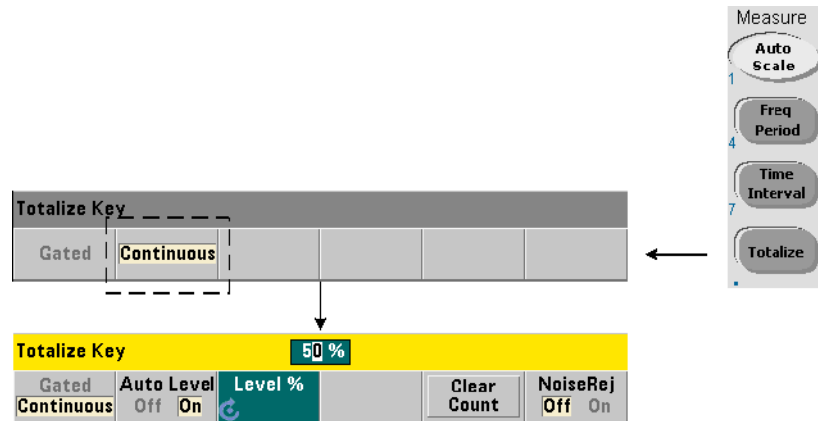 Measure
Auto
Scale
1
Freq
Period
4
Time
Interval
7
Totalize
.
Totalize Key
Gated Continuous
Totalize Key 50 %
Gated Auto Level Level % Clear NoiseRej
Continuous Off On Count Off On